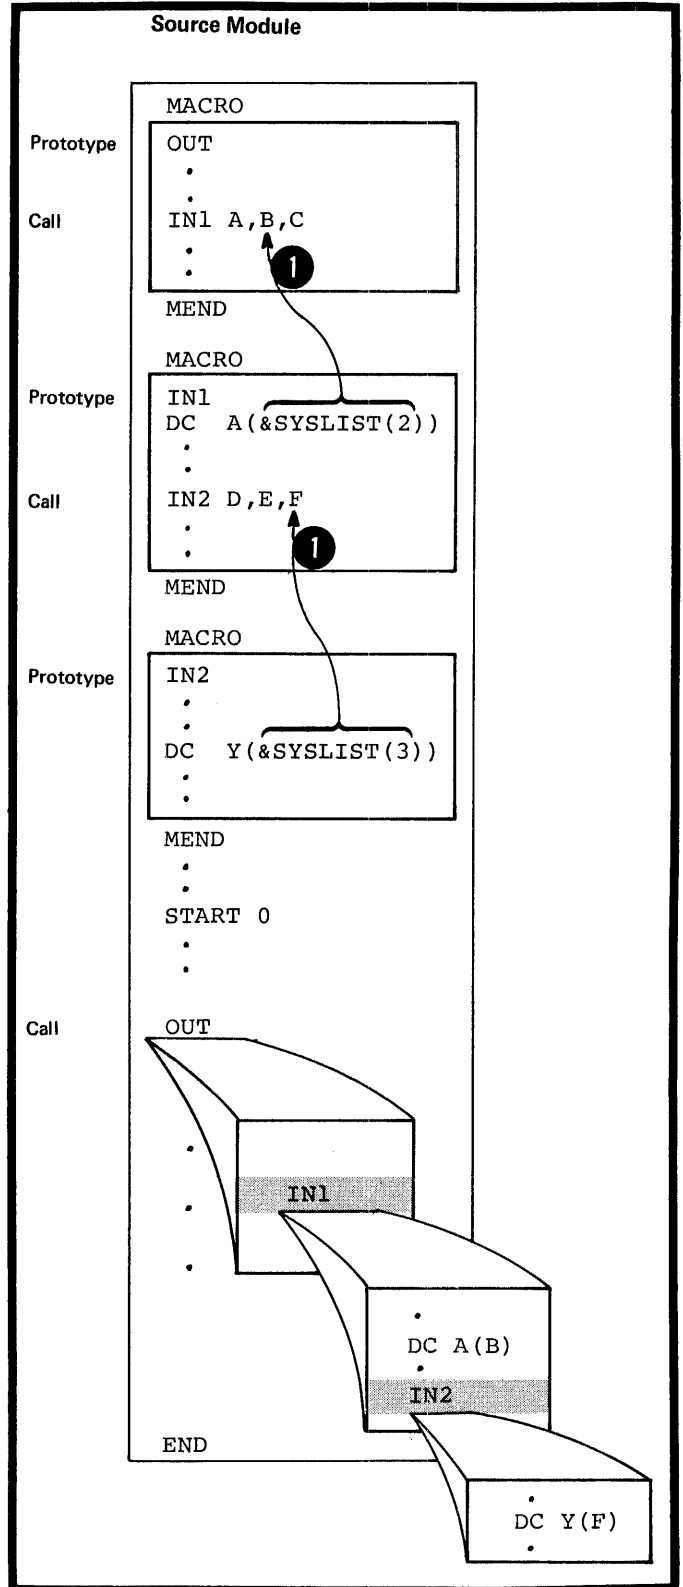 Source Module
MACRO
Prototype OUT
.
.
Call IN1 A,B,C
.
1
.
MEND
MACRO
Prototype IN1
DC A(&SYSLIST(2))
.
.
Call IN2 D,E,F
.
1
.
MEND
MACRO
Prototype IN2
.
.
DC Y(&SYSLIST(3))
.
.
MEND
.
.
START 0
.
.
Call OUT
.
IN1
.
.
.
DC A(B)
.
IN2
END
.
DC Y(F)
.